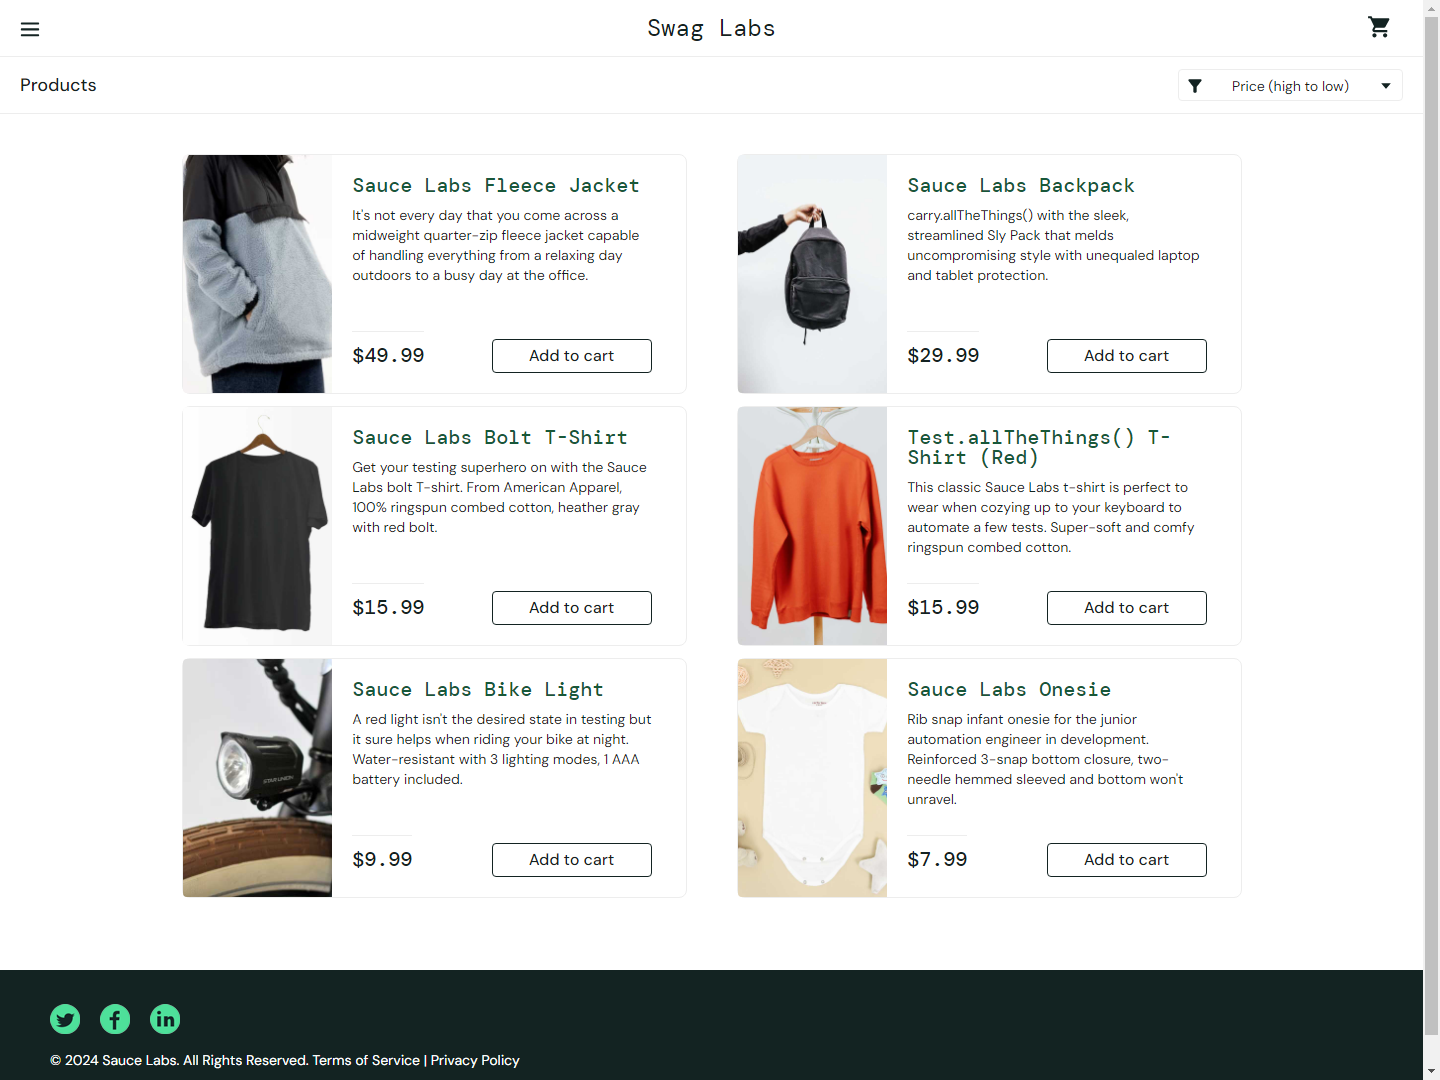 Swag Labs
Products
Price (high to low)
Sauce Labs Fleece Jacket
It's not every day that you come across a
midweight quarter-zip fleece jacket capable
of handling everything from a relaxing day
outdoors to a busy day at the office.
$49.99
Add to cart
Sauce Labs Backpack
carry.allTheThings() with the sleek,
streamlined Sly Pack that melds
uncompromising style with unequaled laptop
and tablet protection.
$29.99
Add to cart
Sauce Labs Bolt T-Shirt
Get your testing superhero on with the Sauce
Labs bolt T-shirt. From American Apparel,
100% ringspun combed cotton, heather gray
with red bolt.
$15.99
Add to cart
Test.allTheThings() T-
Shirt (Red)
This classic Sauce Labs t-shirt is perfect to
wear when cozying up to your keyboard to
automate a few tests. Super-soft and comfy
ringspun combed cotton.
$15.99
Add to cart
STAR UNION
Sauce Labs Bike Light
A red light isn't the desired state in testing but
it sure helps when riding your bike at night.
Water-resistant with 3 lighting modes, 1 AAA
battery included.
$9.99
Add to cart
Sauce Labs Onesie
Rib snap infant onesie for the junior
automation engineer in development.
Reinforced 3-snap bottom closure, two-
needle hemmed sleeved and bottom won't
unravel.
$7.99
Add to cart
© 2024 Sauce Labs. All Rights Reserved. Terms of Service | Privacy Policy